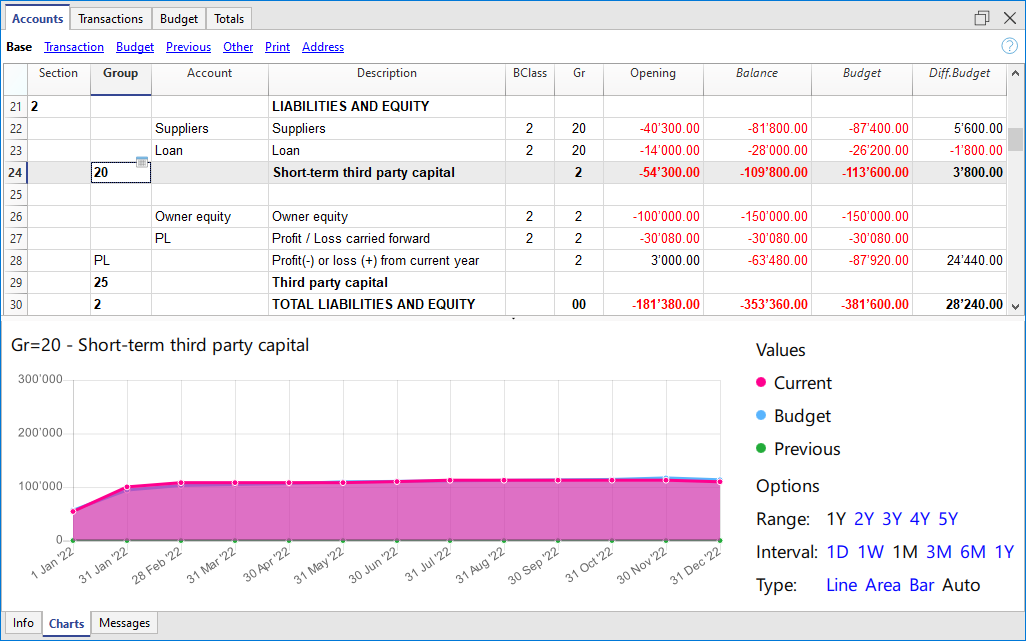 Accounts Transactions Budget Totals
Base Transaction Budget Previous Other Print Address ?
Section Group Account Description BClass Gr Opening Balance Budget Diff.Budget
21 2 LIABILITIES AND EQUITY
22 Suppliers Suppliers 2 20 -40'300.00 -81'800.00 -87'400.00 5'600.00
23 Loan Loan 2 20 -14'000.00 -28'000.00 -26'200.00 -1'800.00
24 20 Short-term third party capital 2 -54'300.00 -109'800.00 -113'600.00 3'800.00
25
26 Owner equity Owner equity 2 2 -100'000.00 -150'000.00 -150'000.00
27 PL Profit / Loss carried forward 2 2 -30'080.00 -30'080.00 -30'080.00
28 PL Profit(-) or loss (+) from current year 2 3'000.00 -63'480.00 -87'920.00 24'440.00
29 25 Third party capital
30 2 TOTAL LIABILITIES AND EQUITY 00 -181'380.00 -353'360.00 -381'600.00 28'240.00
Gr=20 - Short-term third party capital
300'000
200'000
100'000
0
1 Jan '22 31 Jan '22 28 Feb '22 31 Mar '22 30 Apr '22 31 May '22 30 Jun '22 31 Jul '22 31 Aug '22 30 Sep '22 31 Oct '22 30 Nov '22 31 Dec '22
Values
Current
Budget
Previous
Options
Range: 1Y 2Y 3Y 4Y 5Y
Interval: 1D 1W 1M 3M 6M 1Y
Type: Line Area Bar Auto
Info Charts Messages